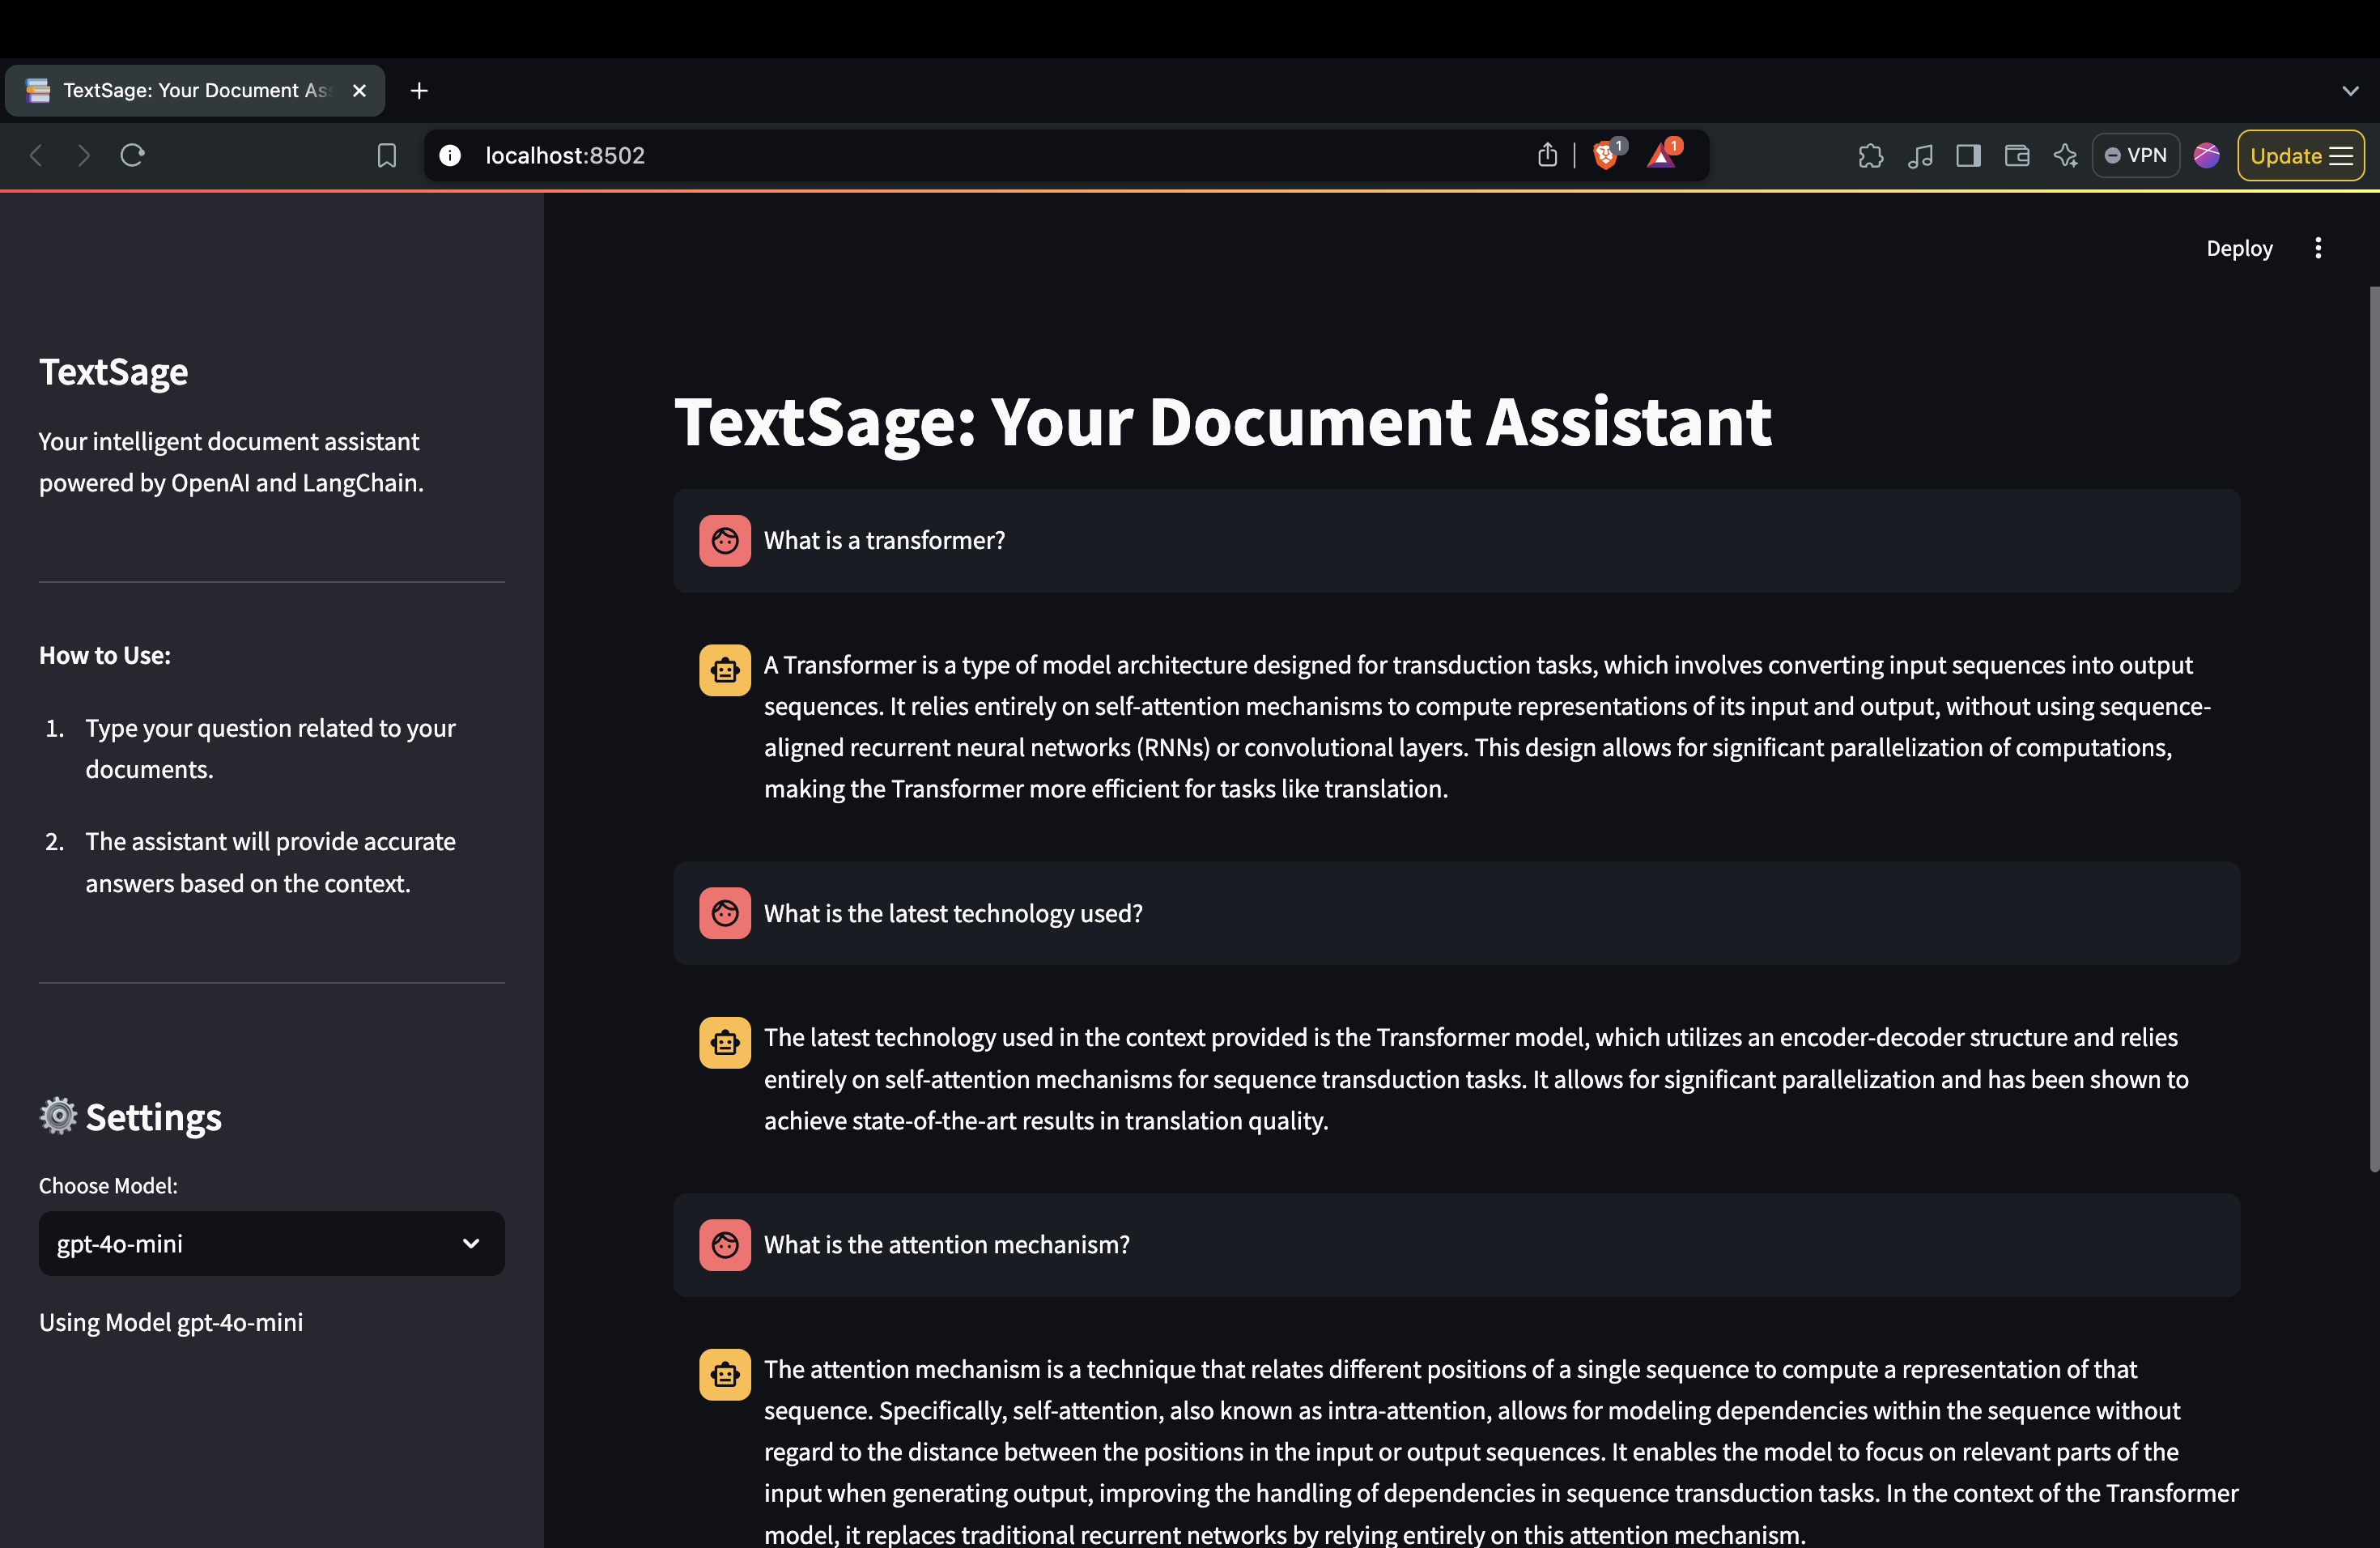 TextSage: Your Document As
localhost:8502
1
1
VPN
Update
Deploy
TextSage
Your intelligent document assistant
powered by OpenAI and LangChain.
How to Use:
1. Type your question related to your
documents.
2. The assistant will provide accurate
answers based on the context.
Settings
Choose Model:
gpt-4o-mini
Using Model gpt-4o-mini
TextSage: Your Document Assistant
What is a transformer?
A Transformer is a type of model architecture designed for transduction tasks, which involves converting input sequences into output
sequences. It relies entirely on self-attention mechanisms to compute representations of its input and output, without using sequence-
aligned recurrent neural networks (RNNs) or convolutional layers. This design allows for significant parallelization of computations,
making the Transformer more efficient for tasks like translation.
What is the latest technology used?
The latest technology used in the context provided is the Transformer model, which utilizes an encoder-decoder structure and relies
entirely on self-attention mechanisms for sequence transduction tasks. It allows for significant parallelization and has been shown to
achieve state-of-the-art results in translation quality.
What is the attention mechanism?
The attention mechanism is a technique that relates different positions of a single sequence to compute a representation of that
sequence. Specifically, self-attention, also known as intra-attention, allows for modeling dependencies within the sequence without
regard to the distance between the positions in the input or output sequences. It enables the model to focus on relevant parts of the
input when generating output, improving the handling of dependencies in sequence transduction tasks. In the context of the Transformer
model, it replaces traditional recurrent networks by relying entirely on this attention mechanism.